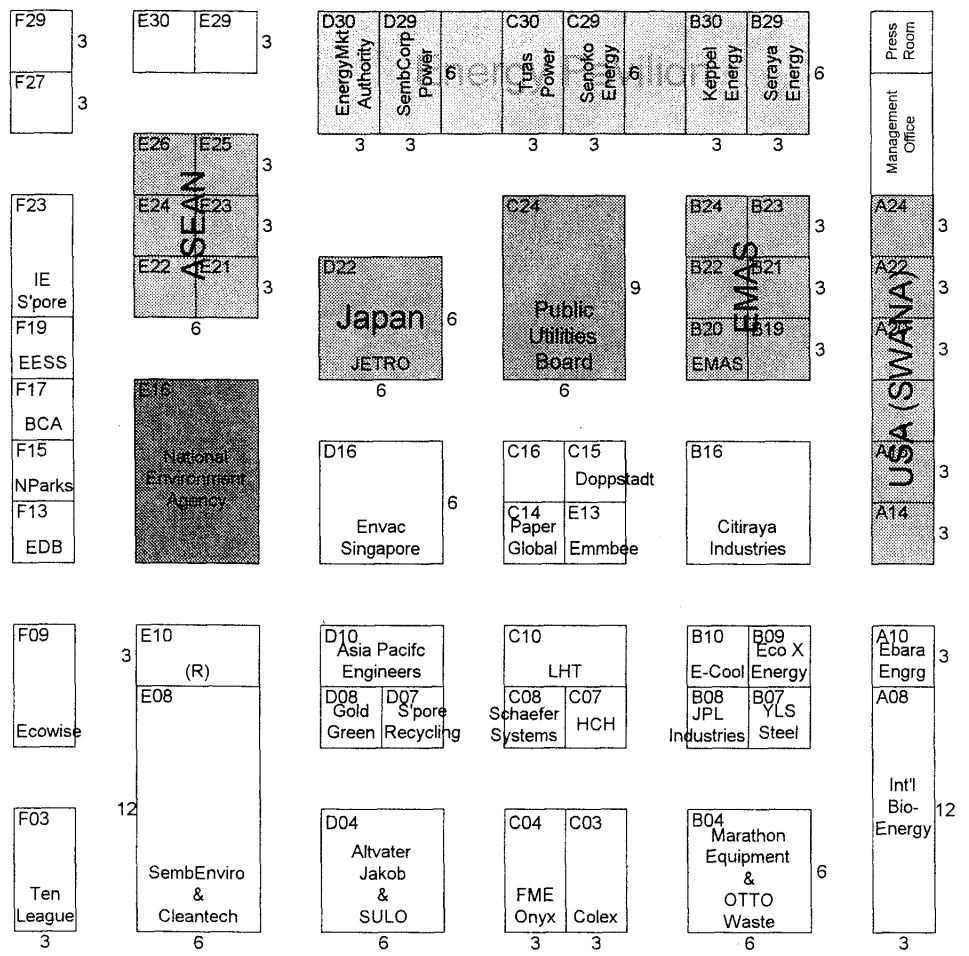 F29
3
F27
3
E30
E29
3
D30
EnergyMkt
Authority
D29
SembCorp
Power
6
Energy Pavilion
3
3
C30
Tuas
Power
C29
Senoko
Energy
6
3
3
B30
Keppel
Energy
B29
Seraya
Energy
6
3
3
Press
Room
Management
Office
E26
E25
3
E24
E23
3
E22
E21
3
ASEAN
6
F23
IE
S'pore
F19
EESS
F17
BCA
F15
NParks
F13
EDB
D22
Japan
JETRO
6
6
C24
Public
Utilities
Board
9
6
B24
B23
3
B22
B21
3
B20
B19
3
EMAS
EMAS
A24
3
A22
3
3
USA (SWANA)
3
A14
3
E16
National
Environment
Agency
D16
Envac
Singapore
6
C16
C15
Doppstadt
C14
Paper
Global
E13
Emmbee
B16
Citiraya
Industries
F09
Ecowise
E10
(R)
3
E08
SembEnviro
&
Cleantech
12
6
D10
Asia Pacifc
Engineers
D08
Gold
Green
D07
S'pore
Recycling
C10
LHT
C08
Schaefer
Systems
C07
HCH
B10
E-Cool
B09
Eco X
Energy
B08
JPL
Industries
B07
YLS
Steel
A10
Ebara
Engrg
3
A08
Int'l
Bio-
Energy
12
3
F03
Ten
League
3
D04
Altvater
Jakob
&
SULO
6
C04
FME
Onyx
3
C03
Colex
3
B04
Marathon
Equipment
&
OTTO
Waste
6
6